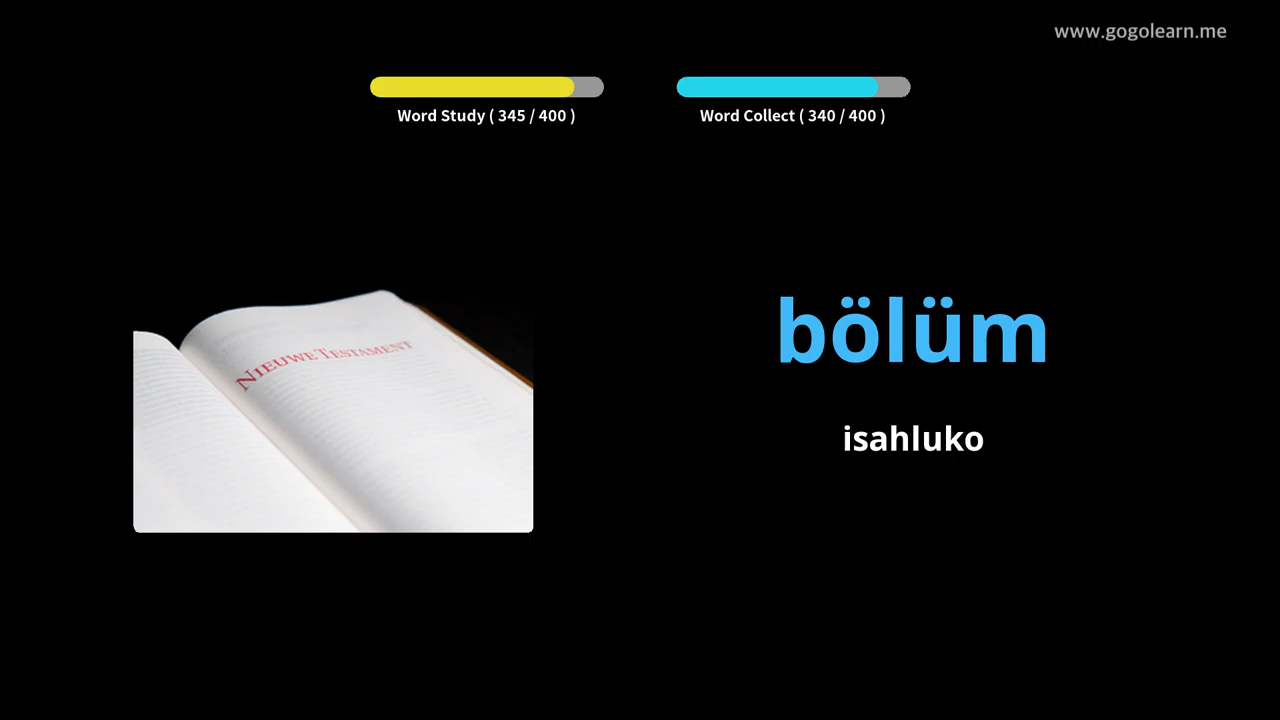 www.gogolearn.me
Word Study ( 345 / 400 )
Word Collect ( 340 / 400 )
NIEUWE TESTAMENT
bölüm
isahluko